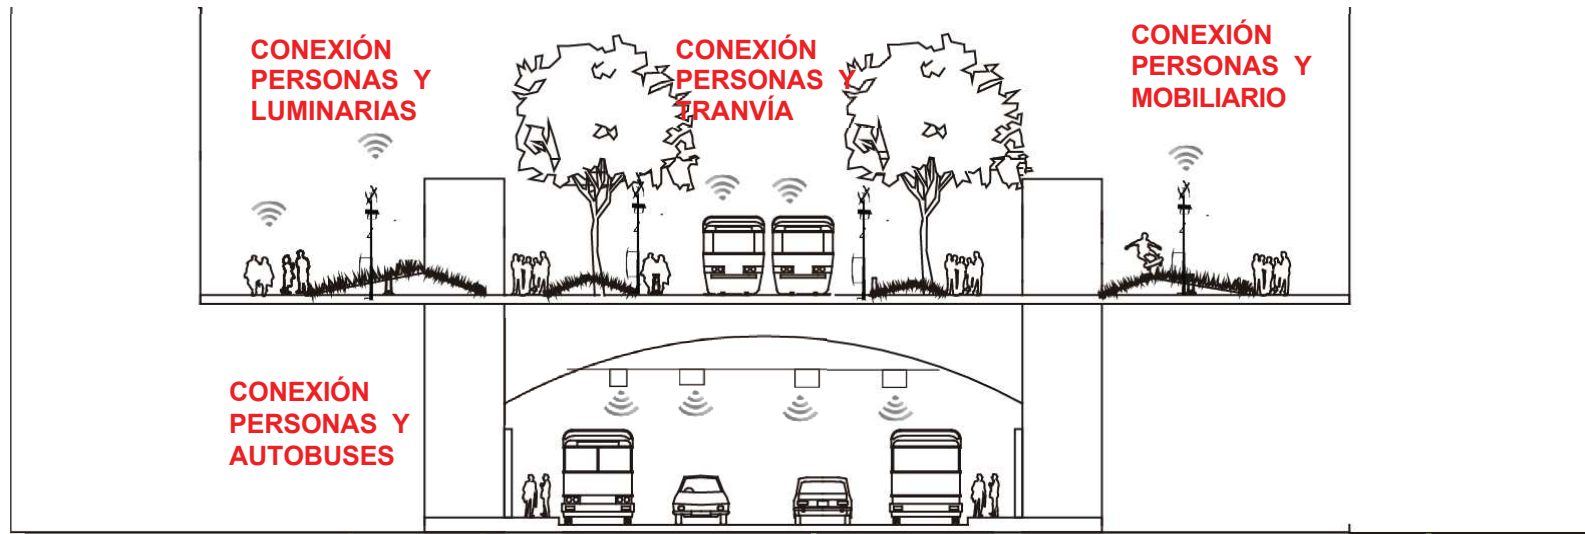 CONEXIÓN
PERSONAS Y
LUMINARIAS
CONEXIÓN
PERSONAS Y
TRANVÍA
CONEXIÓN
PERSONAS Y
MOBILIARIO
CONEXIÓN
PERSONAS Y
AUTOBUSES